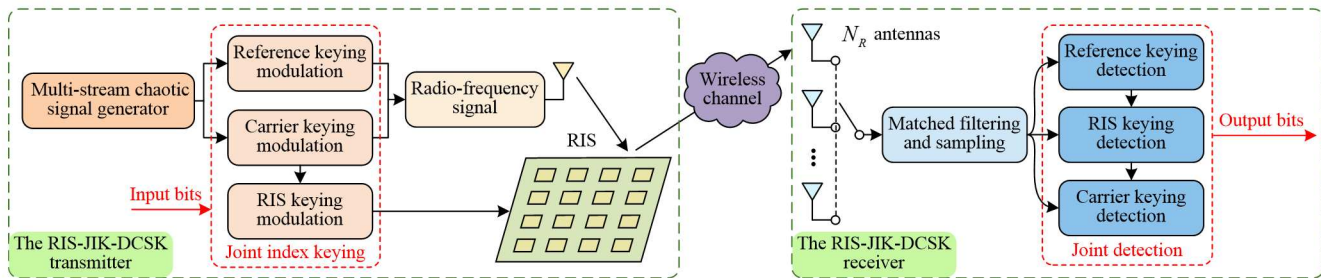 Multi-stream chaotic
signal generator
Reference keying
modulation
Carrier keying
modulation
RIS keying
modulation
Input bits
Joint index keying
The RIS-JIK-DCSK
transmitter
Radio-frequency
signal
RIS
Wireless
channel
N_R antennas
Matched filtering
and sampling
Reference keying
detection
RIS keying
detection
Carrier keying
detection
Output bits
Joint detection
The RIS-JIK-DCSK
receiver